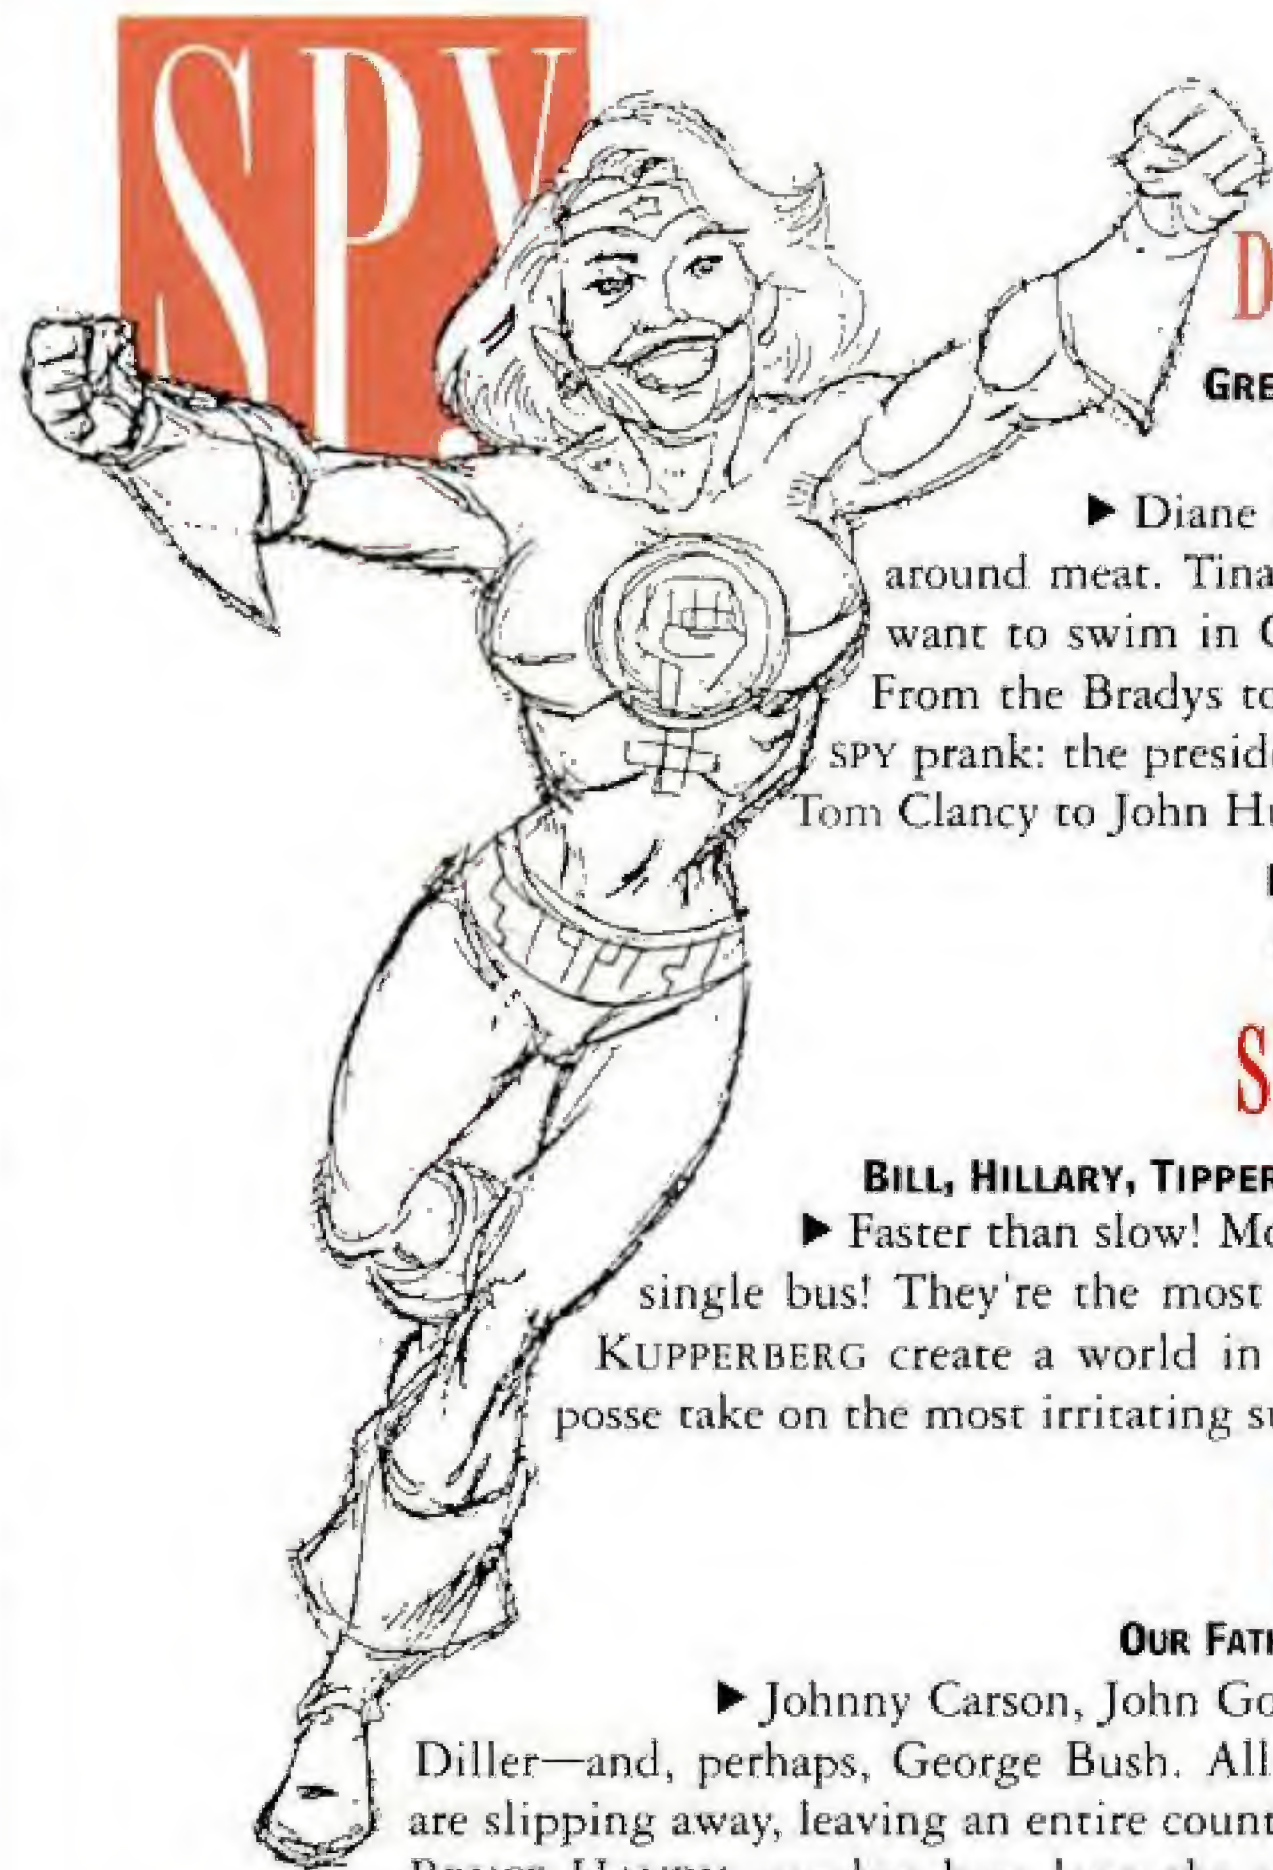 SPY
D
GRE
▶ Diane
around meat. Tina
want to swim in
From the Bradys to
SPY prank: the presid
Tom Clancy to John Hu
S
BILL, HILLARY, TIPPER
▶ Faster than slow! Mo
single bus! They're the most
KUPPERBERG create a world in
posse take on the most irritating su
OUR FATH
▶ Johnny Carson, John Go
Diller—and, perhaps, George Bush. All
are slipping away, leaving an entire count